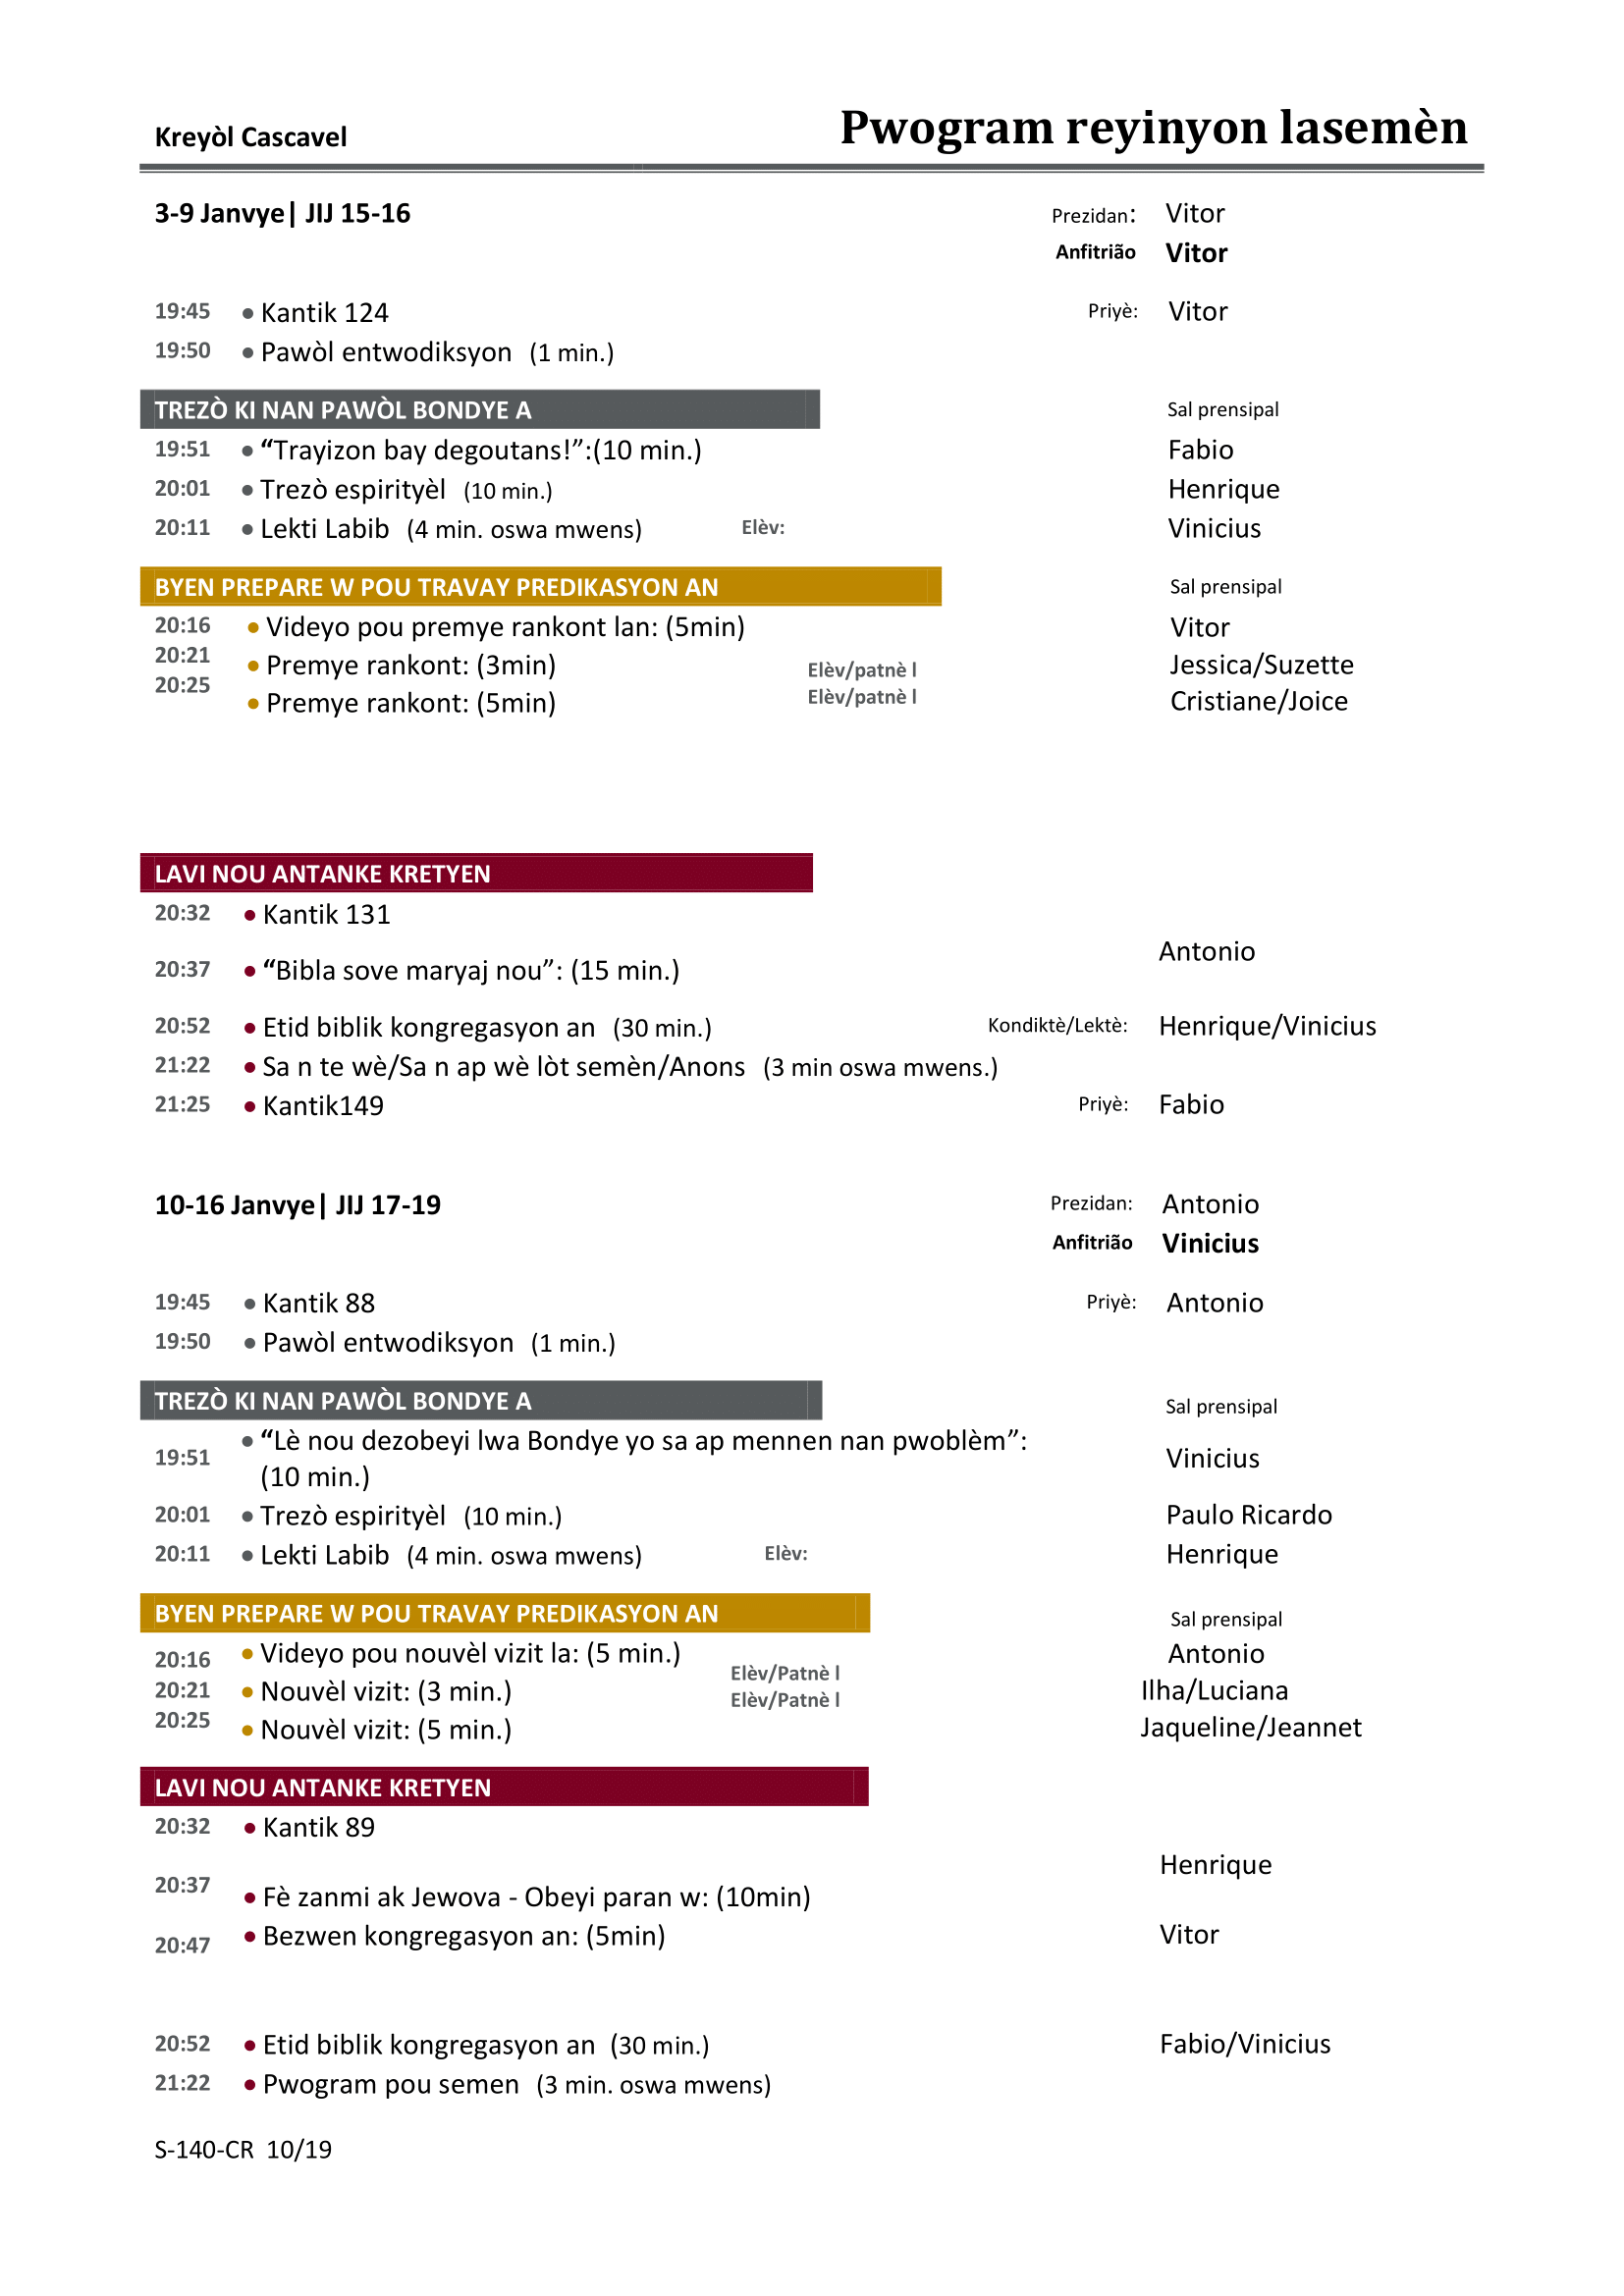 Kreyòl Cascavel Pwogram reyinyon lasemèn
3-9 Janvye| JIJ 15-16 Prezidan: Vitor
Anfitrião Vitor
19:45 • Kantik 124 Priyè: Vitor
19:50 • Pawòl entwodiksyon (1 min.)
TREZÒ KI NAN PAWÒL BONDYE A Sal prensipal
19:51 • “Trayizon bay degoutans!”:(10 min.) Fabio
20:01 • Trezò espirityèl (10 min.) Henrique
20:11 • Lekti Labib (4 min. oswa mwens) Elèv: Vinicius
BYEN PREPARE W POU TRAVAY PREDIKASYON AN Sal prensipal
20:16 • Videyo pou premye rankont lan: (5min) Vitor
20:21 • Premye rankont: (3min) Elèv/patnè l Jessica/Suzette
20:25 • Premye rankont: (5min) Elèv/patnè l Cristiane/Joice
LAVI NOU ANTANKE KRETYEN
20:32 • Kantik 131
Antonio
20:37 • “Bibla sove maryaj nou”: (15 min.)
20:52 • Etid biblik kongregasyon an (30 min.) Kondiktè/Lektè: Henrique/Vinicius
21:22 • Sa n te wè/Sa n ap wè lòt semèn/Anons (3 min oswa mwens.)
21:25 • Kantik149 Priyè: Fabio
10-16 Janvye| JIJ 17-19 Prezidan: Antonio
Anfitrião Vinicius
19:45 • Kantik 88 Priyè: Antonio
19:50 • Pawòl entwodiksyon (1 min.)
TREZÒ KI NAN PAWÒL BONDYE A Sal prensipal
19:51 • “Lè nou dezobeyi lwa Bondye yo sa ap mennen nan pwoblèm”: Vinicius
(10 min.)
20:01 • Trezò espirityèl (10 min.) Paulo Ricardo
20:11 • Lekti Labib (4 min. oswa mwens) Elèv: Henrique
BYEN PREPARE W POU TRAVAY PREDIKASYON AN Sal prensipal
20:16 • Videyo pou nouvèl vizit la: (5 min.) Antonio
20:21 • Nouvèl vizit: (3 min.) Elèv/Patnè l Ilha/Luciana
20:25 • Nouvèl vizit: (5 min.) Elèv/Patnè l Jaqueline/Jeannet
LAVI NOU ANTANKE KRETYEN
20:32 • Kantik 89
Henrique
20:37 • Fè zanmi ak Jewova - Obeyi paran w: (10min)
20:47 • Bezwen kongregasyon an: (5min) Vitor
20:52 • Etid biblik kongregasyon an (30 min.) Fabio/Vinicius
21:22 • Pwogram pou semen (3 min. oswa mwens)
S-140-CR 10/19